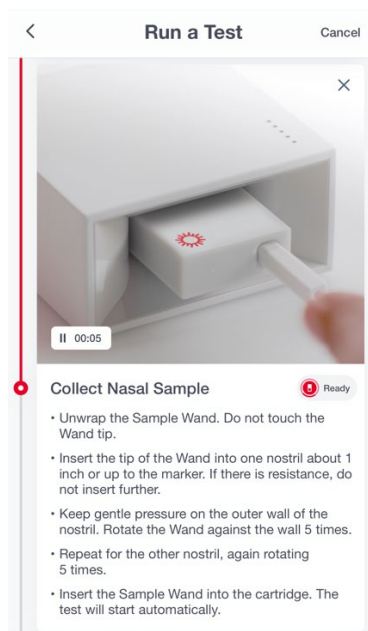 Run a Test
Cancel
00:05
Collect Nasal Sample
Ready
• Unwrap the Sample Wand. Do not touch the
Wand tip.
• Insert the tip of the Wand into one nostril about 1
inch or up to the marker. If there is resistance, do
not insert further.
• Keep gentle pressure on the outer wall of the
nostril. Rotate the Wand against the wall 5 times.
• Repeat for the other nostril, again rotating
5 times.
• Insert the Sample Wand into the cartridge. The
test will start automatically.